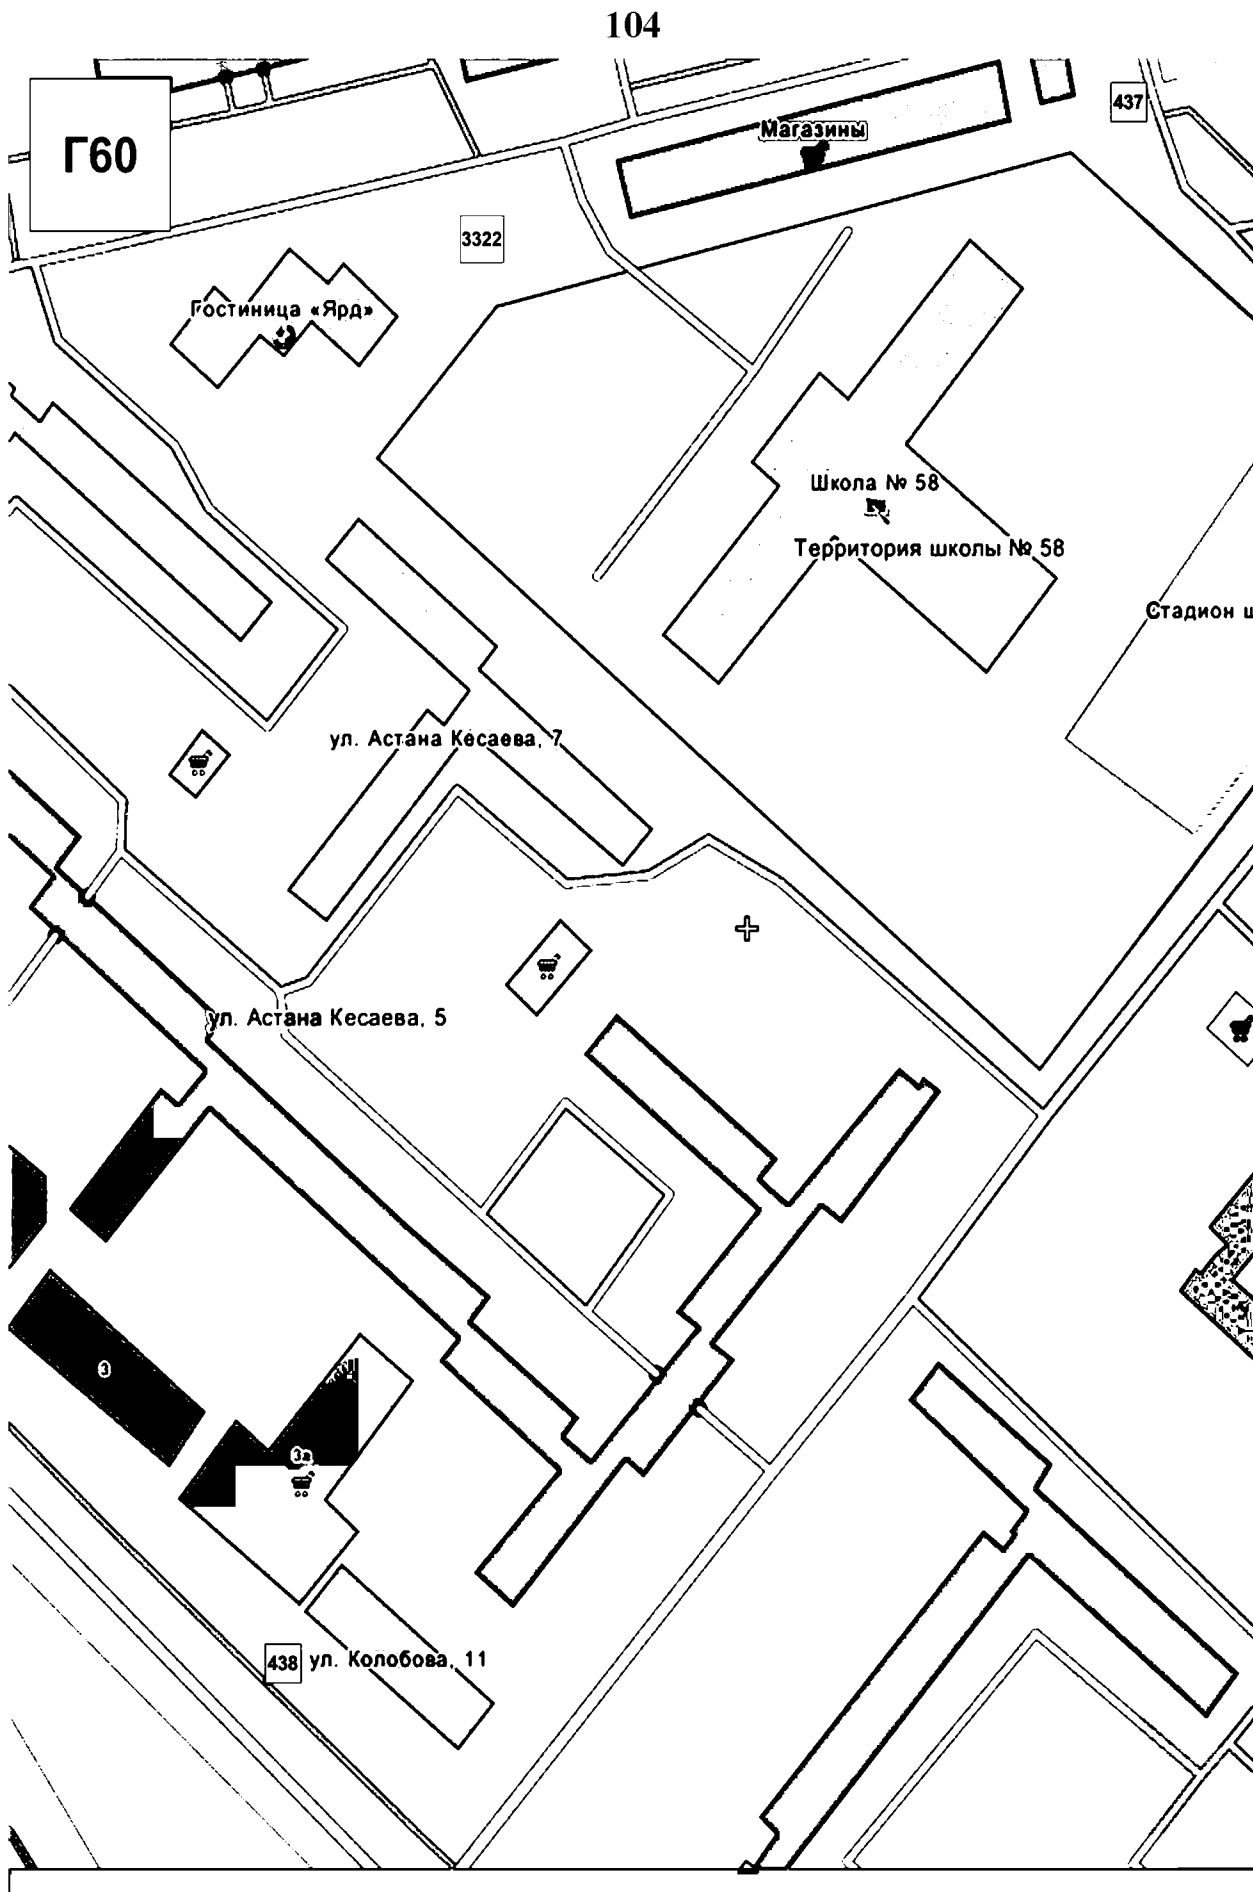 104
Г60
437
Магазины
3322
Гостиница «Ярд»
Школа № 58
Территория школы № 58
Стадион ш
ул. Астана Кесаева, 7
ул. Астана Кесаева, 5
3
3а
438
ул. Колобова, 11